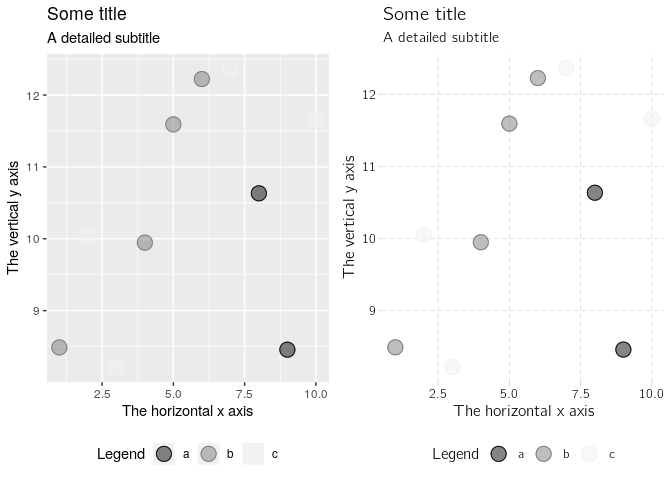 Some title
A detailed subtitle
12
11
10
9
The vertical y axis
2.5 5.0 7.5 10.0
The horizontal x axis
Legend a b c
Some title
A detailed subtitle
12
11
10
9
The vertical y axis
2.5 5.0 7.5 10.0
The horizontal x axis
Legend a b c